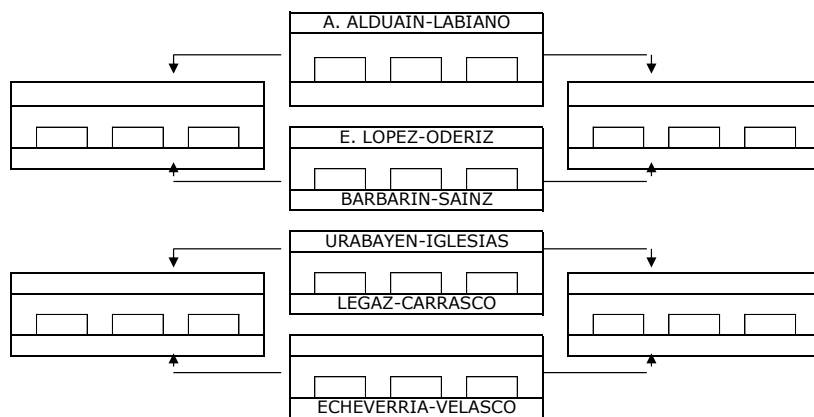 A. ALDUAIN-LABIANO
E. LOPEZ-ODERIZ
BARBARIN-SAINZ
URABAYEN-IGLESIAS
LEGAZ-CARRASCO
ECHEVERRIA-VELASCO